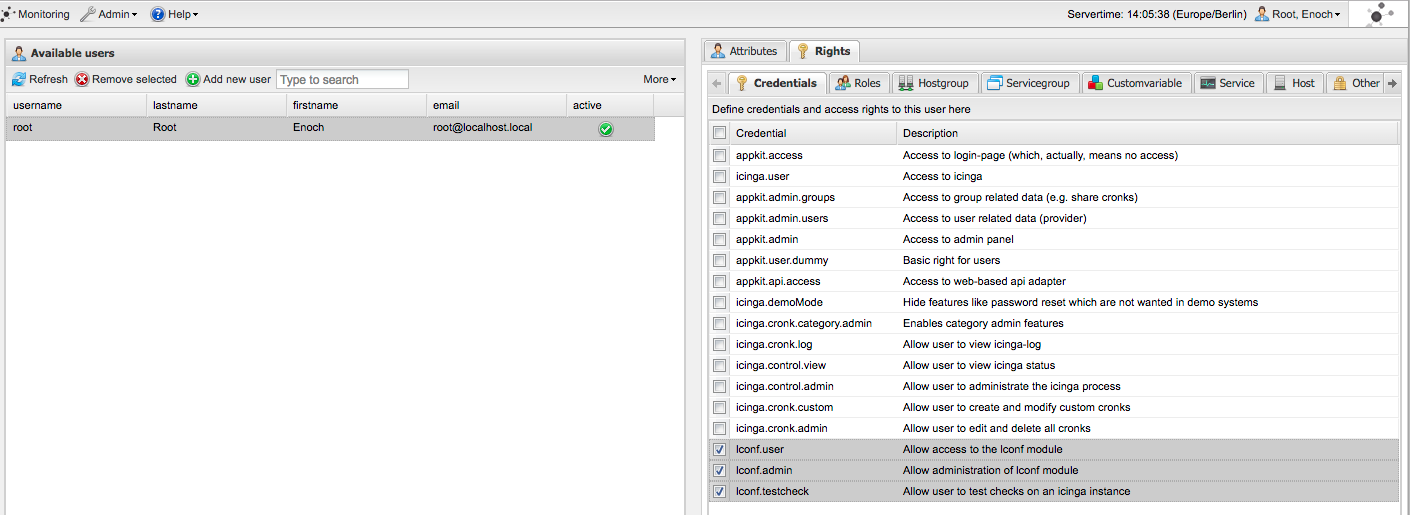 Monitoring Admin Help Servertime: 14:05:38 (Europe/Berlin) Root, Enoch
Available users
Refresh Remove selected Add new user Type to search More
username lastname firstname email active
root Root Enoch root@localhost.local
Attributes Rights
Credentials Roles Hostgroup Servicegroup Customvariable Service Host Other
Define credentials and access rights to this user here
Credential Description
appkit.access Access to login-page (which, actually, means no access)
icinga.user Access to icinga
appkit.admin.groups Access to group related data (e.g. share cronks)
appkit.admin.users Access to user related data (provider)
appkit.admin Access to admin panel
appkit.user.dummy Basic right for users
appkit.api.access Access to web-based api adapter
icinga.demoMode Hide features like password reset which are not wanted in demo systems
icinga.cronk.category.admin Enables category admin features
icinga.cronk.log Allow user to view icinga-log
icinga.control.view Allow user to view icinga status
icinga.control.admin Allow user to administrate the icinga process
icinga.cronk.custom Allow user to create and modify custom cronks
icinga.cronk.admin Allow user to edit and delete all cronks
lconf.user Allow access to the lconf module
lconf.admin Allow administration of lconf module
lconf.testcheck Allow user to test checks on an icinga instance